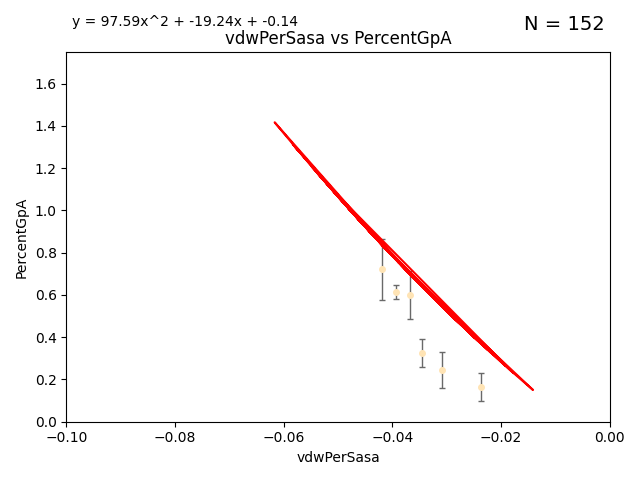 y = 97.59x^2 + -19.24x + -0.14
N = 152
vdwPerSasa vs PercentGpA
1.6
1.4
1.2
1.0
0.8
0.6
0.4
0.2
0.0
PercentGpA
−0.10 −0.08 −0.06 −0.04 −0.02 0.00
vdwPerSasa